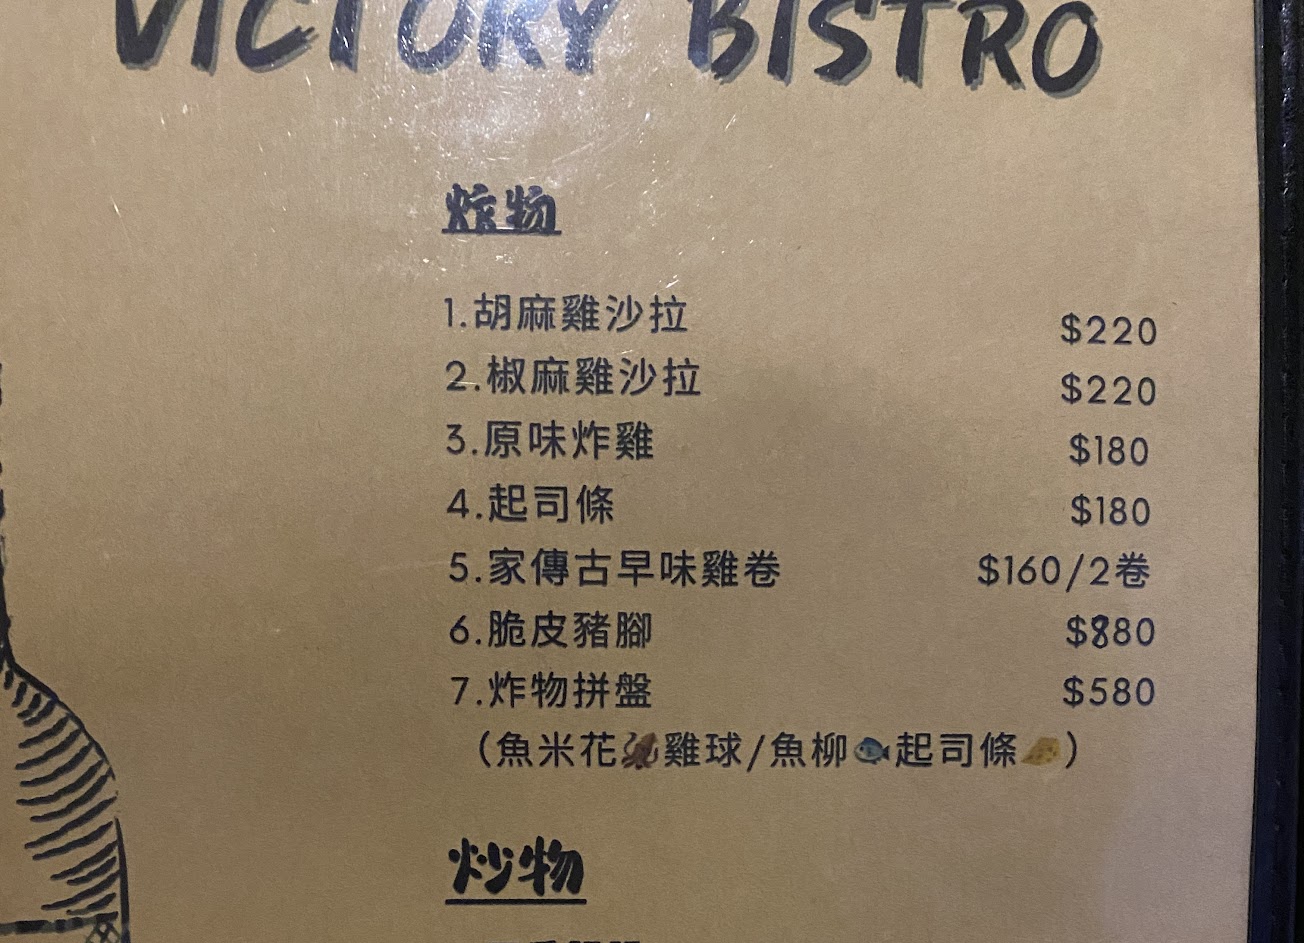 VICTORY BISTRO
炸物
1.胡麻雞沙拉 $220
2.椒麻雞沙拉 $220
3.原味炸雞 $180
4.起司條 $180
5.家傳古早味雞卷 $160/2卷
6.脆皮豬腳 $880
7.炸物拼盤 $580
(魚米花🦑雞球/魚柳🐟起司條🧀)
炒物